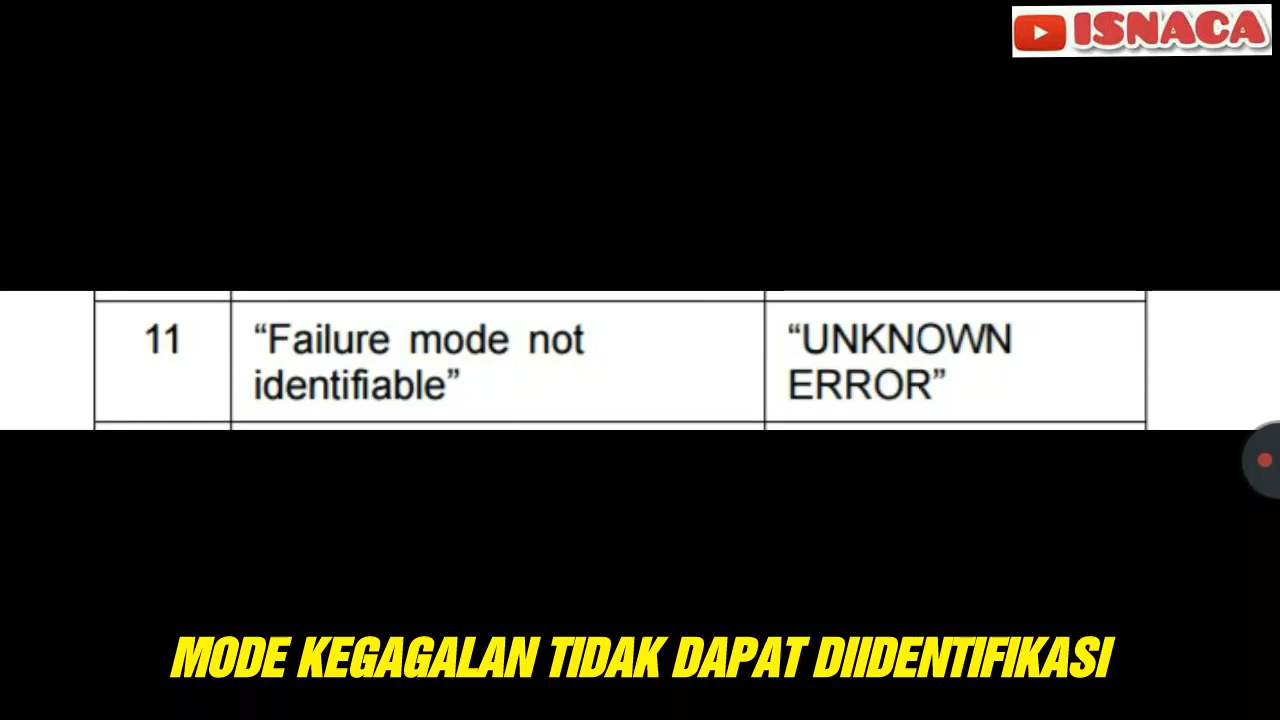 ISNACA
11 “Failure mode not “UNKNOWN
identifiable” ERROR”
MODE KEGAGALAN TIDAK DAPAT DIIDENTIFIKASI